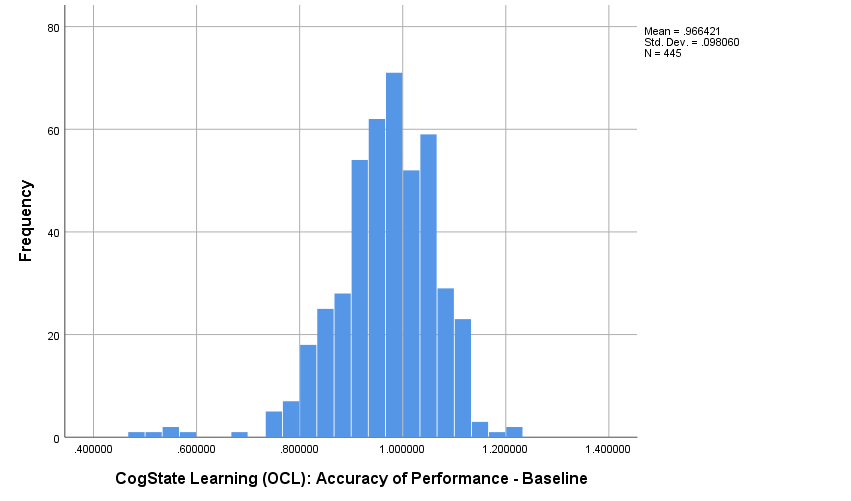 80
60
40
20
0
Frequency
.400000 .600000 .800000 1.000000 1.200000 1.400000
CogState Learning (OCL): Accuracy of Performance - Baseline
Mean = .966421
Std. Dev. = .098060
N = 445